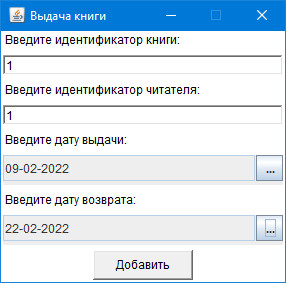 Выдача книги
Введите идентификатор книги:
1
Введите идентификатор читателя:
1
Введите дату выдачи:
09-02-2022
...
Введите дату возврата:
22-02-2022
...
Добавить